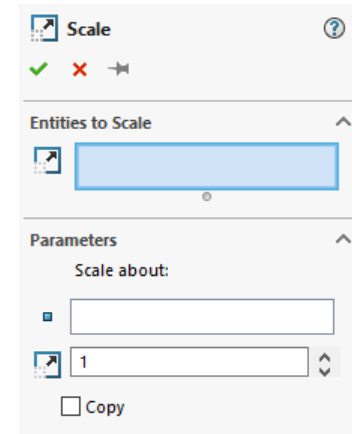 Scale
Entities to Scale
Parameters
Scale about:
1
Copy